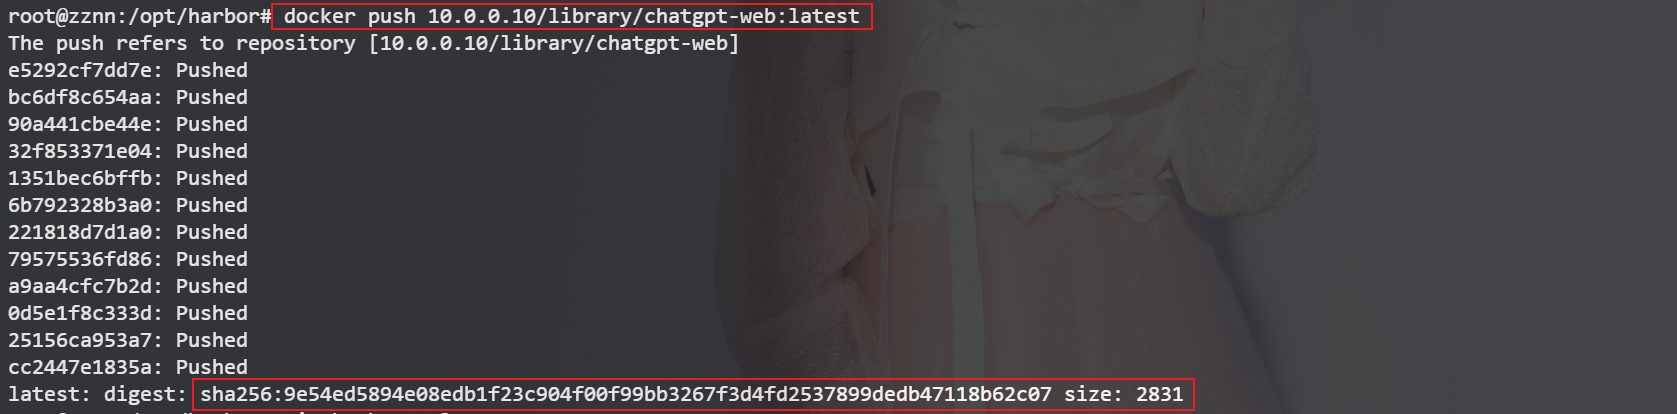 root@zznn:/opt/harbor# docker push 10.0.0.10/library/chatgpt-web:latest
The push refers to repository [10.0.0.10/library/chatgpt-web]
e5292cf7dd7e: Pushed
bc6df8c654aa: Pushed
90a441cbe44e: Pushed
32f853371e04: Pushed
1351bec6bffb: Pushed
6b792328b3a0: Pushed
221818d7d1a0: Pushed
79575536fd86: Pushed
a9aa4cfc7b2d: Pushed
0d5e1f8c333d: Pushed
25156ca953a7: Pushed
cc2447e1835a: Pushed
latest: digest: sha256:9e54ed5894e08edb1f23c904f00f99bb3267f3d4fd2537899dedb47118b62c07 size: 2831